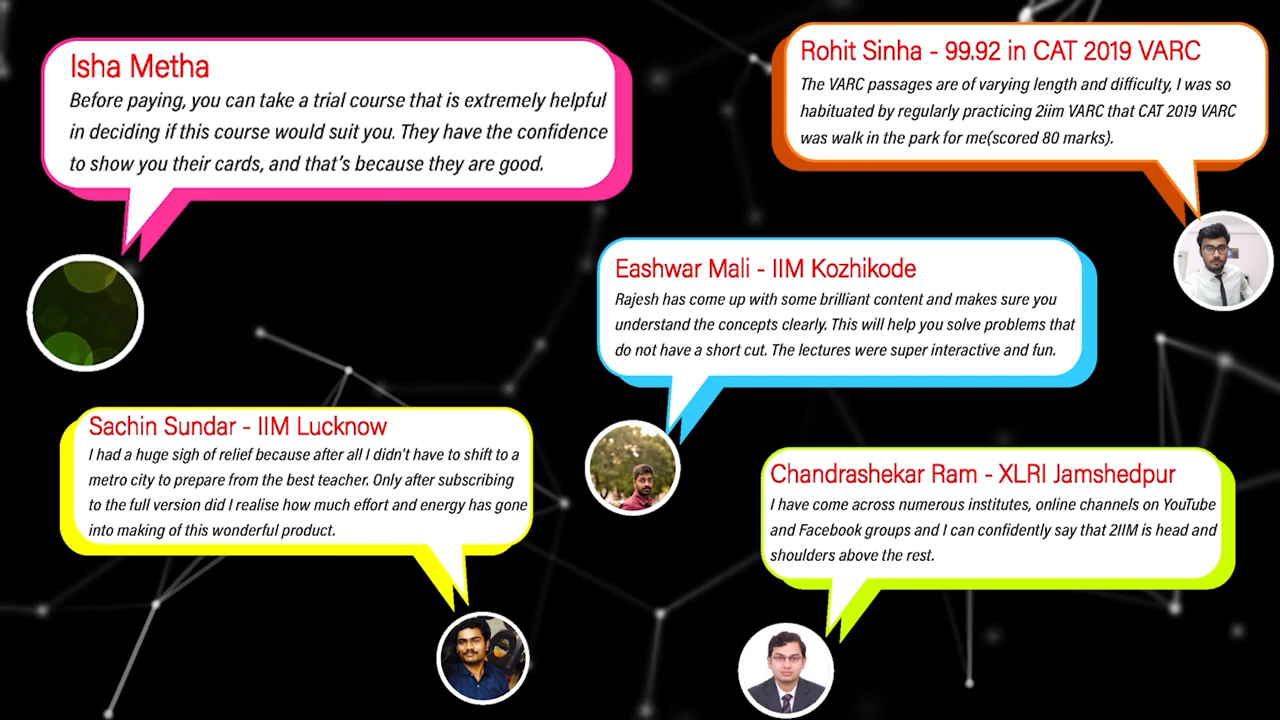 Isha Metha
Before paying, you can take a trial course that is extremely helpful
in deciding if this course would suit you. They have the confidence
to show you their cards, and that's because they are good.
Rohit Sinha - 99.92 in CAT 2019 VARC
The VARC passages are of varying length and difficulty, I was so
habituated by regularly practicing 2iim VARC that CAT 2019 VARC
was walk in the park for me(scored 80 marks).
Eashwar Mali - IIM Kozhikode
Rajesh has come up with some brilliant content and makes sure you
understand the concepts clearly. This will help you solve problems that
do not have a short cut. The lectures were super interactive and fun.
Sachin Sundar - IIM Lucknow
I had a huge sigh of relief because after all I didn't have to shift to a
metro city to prepare from the best teacher. Only after subscribing
to the full version did I realise how much effort and energy has gone
into making of this wonderful product.
Chandrashekar Ram - XLRI Jamshedpur
I have come across numerous institutes, online channels on YouTube
and Facebook groups and I can confidently say that 2IIM is head and
shoulders above the rest.